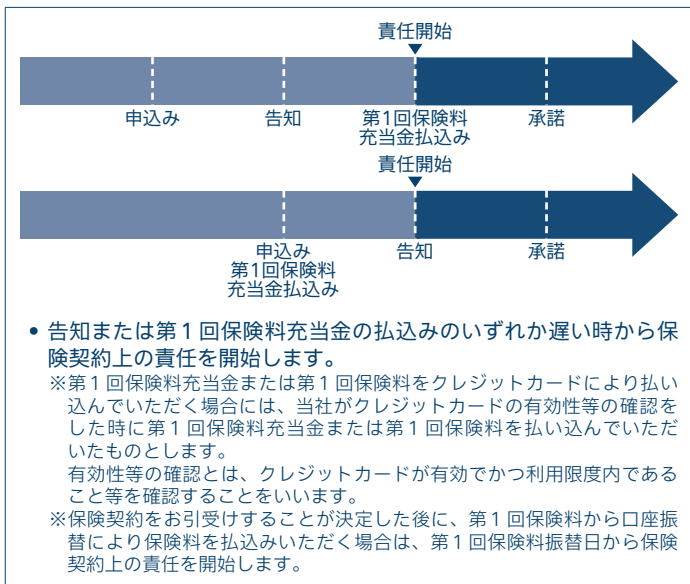 責任開始
申込み 告知 第1回保険料 承諾
充当金払込み
責任開始
申込み 告知 承諾
第1回保険料
充当金払込み
• 告知または第１回保険料充当金の払込みのいずれか遅い時から保
険契約上の責任を開始します。
※第１回保険料充当金または第１回保険料をクレジットカードにより払い
込んでいただく場合には、当社がクレジットカードの有効性等の確認を
した時に第１回保険料充当金または第１回保険料を払い込んでいただ
いたものとします。
有効性等の確認とは、クレジットカードが有効でかつ利用限度内である
こと等を確認することをいいます。
※保険契約をお引受けすることが決定した後に、第１回保険料から口座振
替により保険料を払込みいただく場合は、第１回保険料振替日から保険
契約上の責任を開始します。